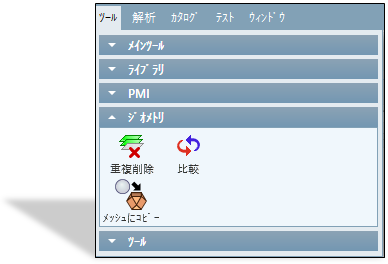 ツール 解析 ｶﾀﾛｸﾞ テスト ｳｨﾝﾄﾞｳ
ﾒｲﾝﾂｰﾙ
ﾗｲﾌﾞﾗﾘ
PMI
ｼﾞｵﾒﾄﾘ
重複削除 比較
ﾒｯｼｭにｺﾋﾟｰ
ﾂｰﾙ